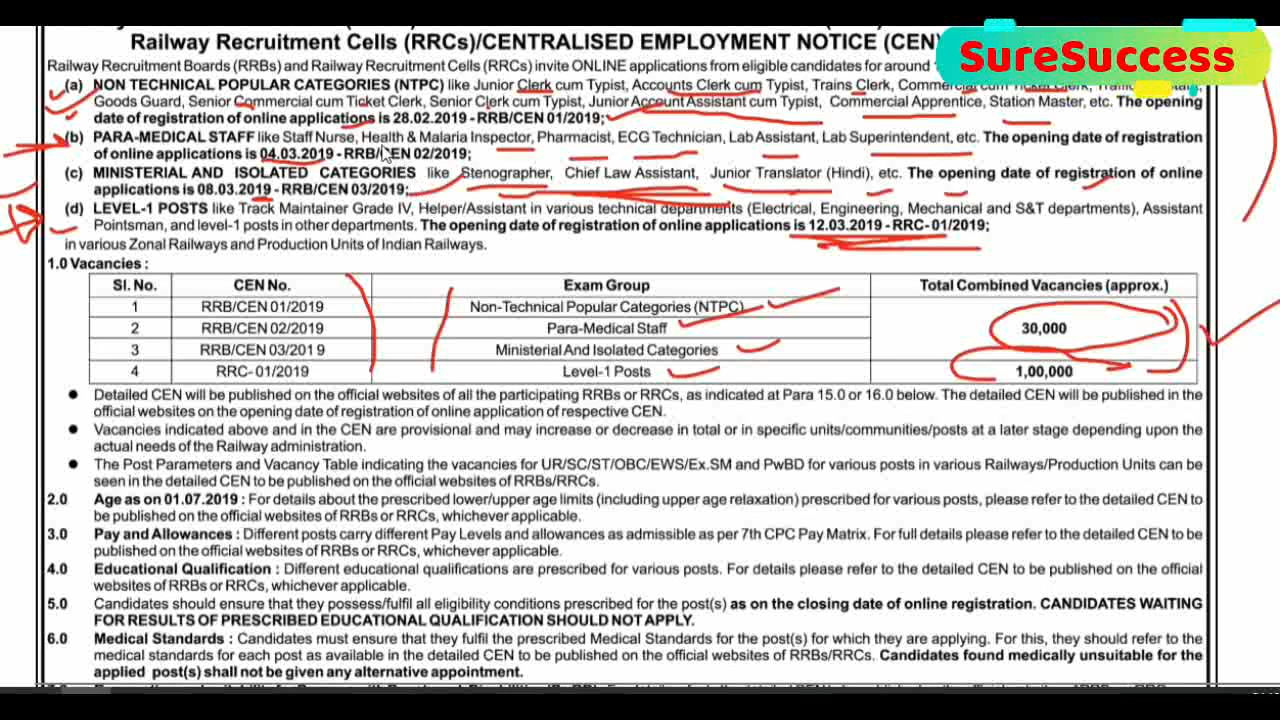 Railway Recruitment Cells (RRCs)/CENTRALISED EMPLOYMENT NOTICE (CEN)
SureSuccess
Railway Recruitment Boards (RRBs) and Railway Recruitment Cells (RRCs) invite ONLINE applications from eligible candidates for around
(a) NON TECHNICAL POPULAR CATEGORIES (NTPC) like Junior Clerk cum Typist, Accounts Clerk cum Typist, Trains Clerk, Commercial cum Ticket Clerk,
Goods Guard, Senior Commercial cum Ticket Clerk, Senior Clerk cum Typist, Junior Account Assistant cum Typist, Commercial Apprentice, Station Master, etc. The opening
date of registration of online applications is 28.02.2019 - RRB/CEN 01/2019;
(b) PARA-MEDICAL STAFF like Staff Nurse, Health & Malaria Inspector, Pharmacist, ECG Technician, Lab Assistant, Lab Superintendent, etc. The opening date of registration
of online applications is 04.03.2019 - RRB/CEN 02/2019;
(c) MINISTERIAL AND ISOLATED CATEGORIES like Stenographer, Chief Law Assistant, Junior Translator (Hindi), etc. The opening date of registration of online
applications is 08.03.2019 - RRB/CEN 03/2019;
(d) LEVEL-1 POSTS like Track Maintainer Grade IV, Helper/Assistant in various technical departments (Electrical, Engineering, Mechanical and S&T departments), Assistant
Pointsman, and level-1 posts in other departments. The opening date of registration of online applications is 12.03.2019 - RRC-01/2019;
in various Zonal Railways and Production Units of Indian Railways.
1.0 Vacancies :
Sl. No. CEN No. Exam Group Total Combined Vacancies (approx.)
1 RRB/CEN 01/2019 Non-Technical Popular Categories (NTPC)
2 RRB/CEN 02/2019 Para-Medical Staff 30,000
3 RRB/CEN 03/2019 Ministerial And Isolated Categories
4 RRC- 01/2019 Level-1 Posts 1,00,000
● Detailed CEN will be published on the official websites of all the participating RRBs or RRCs, as indicated at Para 15.0 or 16.0 below. The detailed CEN will be published in the
official websites on the opening date of registration of online application of respective CEN.
● Vacancies indicated above and in the CEN are provisional and may increase or decrease in total or in specific units/communities/posts at a later stage depending upon the
actual needs of the Railway administration.
● The Post Parameters and Vacancy Table indicating the vacancies for UR/SC/ST/OBC/EWS/Ex.SM and PwBD for various posts in various Railways/Production Units can be
seen in the detailed CEN to be published on the official websites of RRBs/RRCs.
2.0 Age as on 01.07.2019 : For details about the prescribed lower/upper age limits (including upper age relaxation) prescribed for various posts, please refer to the detailed CEN to
be published on the official websites of RRBs or RRCs, whichever applicable.
3.0 Pay and Allowances : Different posts carry different Pay Levels and allowances as admissible as per 7th CPC Pay Matrix. For full details please refer to the detailed CEN to be
published on the official websites of RRBs or RRCs, whichever applicable.
4.0 Educational Qualification : Different educational qualifications are prescribed for various posts. For details please refer to the detailed CEN to be published on the official
websites of RRBs or RRCs, whichever applicable.
5.0 Candidates should ensure that they possess/fulfil all eligibility conditions prescribed for the post(s) as on the closing date of online registration. CANDIDATES WAITING
FOR RESULTS OF PRESCRIBED EDUCATIONAL QUALIFICATION SHOULD NOT APPLY.
6.0 Medical Standards : Candidates must ensure that they fulfil the prescribed Medical Standards for the post(s) for which they are applying. For this, they should refer to the
medical standards for each post as available in the detailed CEN to be published on the official websites of RRBs/RRCs. Candidates found medically unsuitable for the
applied post(s) shall not be given any alternative appointment.